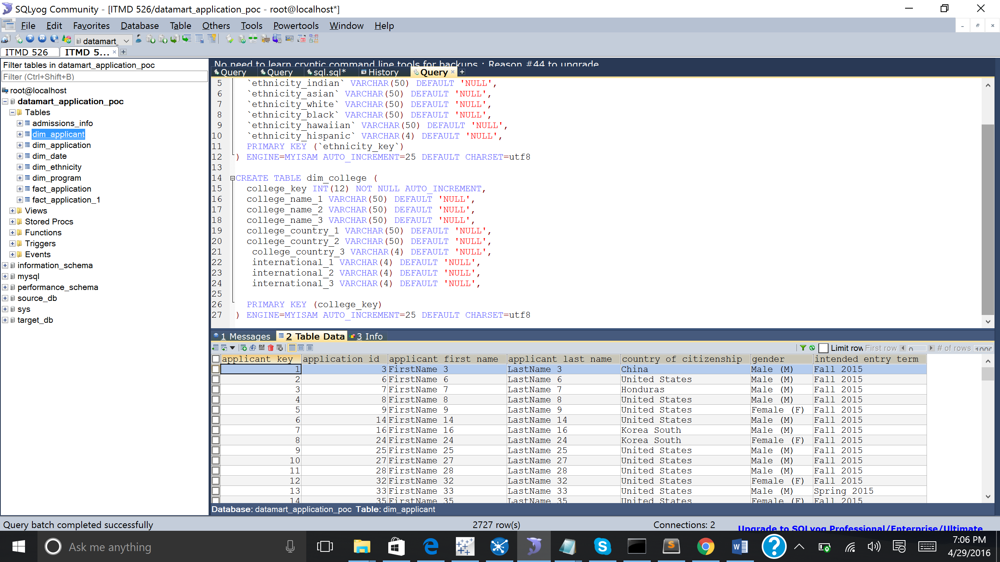 SQLyog Community - [ITMD 526/datamart_application_poc - root@localhost*]
File Edit Favorites Database Table Others Tools Powertools Window Help
datamart_
ITMD 526 ITMD 5...
Filter tables in datamart_application_poc
Filter (Ctrl+Shift+B)
root@localhost
datamart_application_poc
Tables
admissions_info
dim_applicant
dim_application
dim_date
dim_ethnicity
dim_program
fact_application
fact_application_1
Views
Stored Procs
Functions
Triggers
Events
information_schema
mysql
performance_schema
source_db
sys
target_db
No need to learn cryptic command line tools for backups : Reason #44 to upgrade
Query Query sql.sql* History Query
5 `ethnicity_indian` VARCHAR(50) DEFAULT 'NULL',
6 `ethnicity_asian` VARCHAR(50) DEFAULT 'NULL',
7 `ethnicity_white` VARCHAR(50) DEFAULT 'NULL',
8 `ethnicity_black` VARCHAR(50) DEFAULT 'NULL',
9 `ethnicity_hawaiian` VARCHAR(50) DEFAULT 'NULL',
10 `ethnicity_hispanic` VARCHAR(4) DEFAULT 'NULL',
11 PRIMARY KEY (`ethnicity_key`)
12 ) ENGINE=MYISAM AUTO_INCREMENT=25 DEFAULT CHARSET=utf8
13
14 CREATE TABLE dim_college (
15 college_key INT(12) NOT NULL AUTO_INCREMENT,
16 college_name_1 VARCHAR(50) DEFAULT 'NULL',
17 college_name_2 VARCHAR(50) DEFAULT 'NULL',
18 college_name_3 VARCHAR(50) DEFAULT 'NULL',
19 college_country_1 VARCHAR(50) DEFAULT 'NULL',
20 college_country_2 VARCHAR(50) DEFAULT 'NULL',
21 college_country_3 VARCHAR(4) DEFAULT 'NULL',
22 international_1 VARCHAR(4) DEFAULT 'NULL',
23 international_2 VARCHAR(4) DEFAULT 'NULL',
24 international_3 VARCHAR(4) DEFAULT 'NULL',
25
26 PRIMARY KEY (college_key)
27 ) ENGINE=MYISAM AUTO_INCREMENT=25 DEFAULT CHARSET=utf8
1 Messages 2 Table Data 3 Info
Limit row First row 0 # of rows 1000
applicant_key application_id applicant_first_name applicant_last_name country_of_citizenship gender intended_entry_term
1 3 FirstName 3 LastName 3 China Male (M) Fall 2015
2 6 FirstName 6 LastName 6 United States Male (M) Fall 2015
3 7 FirstName 7 LastName 7 Honduras Male (M) Fall 2015
4 8 FirstName 8 LastName 8 United States Male (M) Fall 2015
5 9 FirstName 9 LastName 9 United States Female (F) Fall 2015
6 14 FirstName 14 LastName 14 United States Male (M) Fall 2015
7 16 FirstName 16 LastName 16 Korea South Male (M) Fall 2015
8 24 FirstName 24 LastName 24 Korea South Female (F) Fall 2015
9 25 FirstName 25 LastName 25 United States Male (M) Fall 2015
10 27 FirstName 27 LastName 27 United States Male (M) Fall 2015
11 28 FirstName 28 LastName 28 United States Male (M) Fall 2015
12 32 FirstName 32 LastName 32 United States Female (F) Fall 2015
13 33 FirstName 33 LastName 33 United States Male (M) Spring 2015
14 35 FirstName 35 LastName 35 United States Female (F) Fall 2015
Database: datamart_application_poc Table: dim_applicant
Query batch completed successfully 2727 row(s) Connections: 2 Upgrade to SQLyog Professional/Enterprise/Ultimate
Ask me anything
7:06 PM
4/29/2016